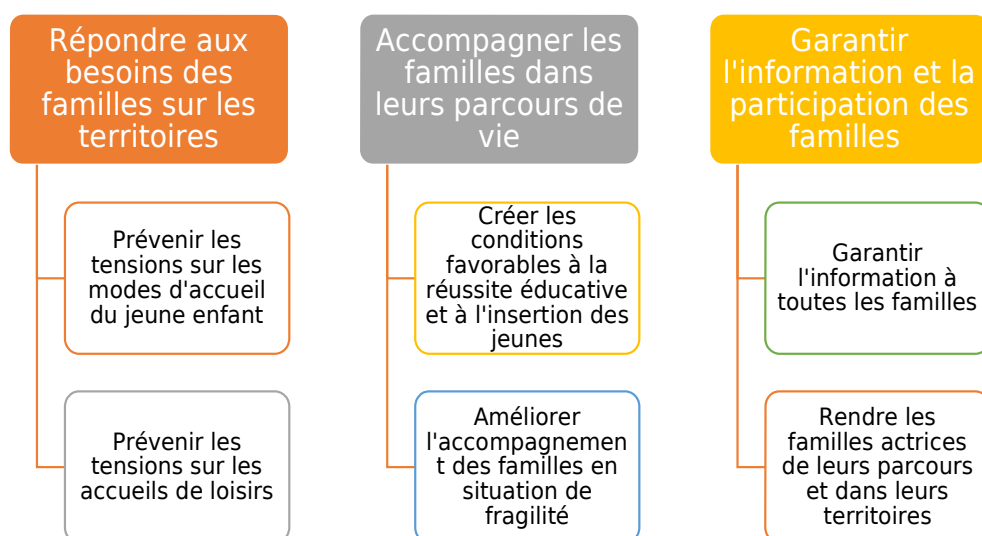 Répondre aux
besoins des
familles sur les
territoires
Prévenir les
tensions sur les
modes d'accueil
du jeune enfant
Prévenir les
tensions sur les
accueils de loisirs
Accompagner les
familles dans
leurs parcours de
vie
Créer les
conditions
favorables à la
réussite éducative
et à l'insertion des
jeunes
Améliorer
l'accompagnemen
t des familles en
situation de
fragilité
Garantir
l'information et la
participation des
familles
Garantir
l'information à
toutes les familles
Rendre les
familles actrices
de leurs parcours
et dans leurs
territoires